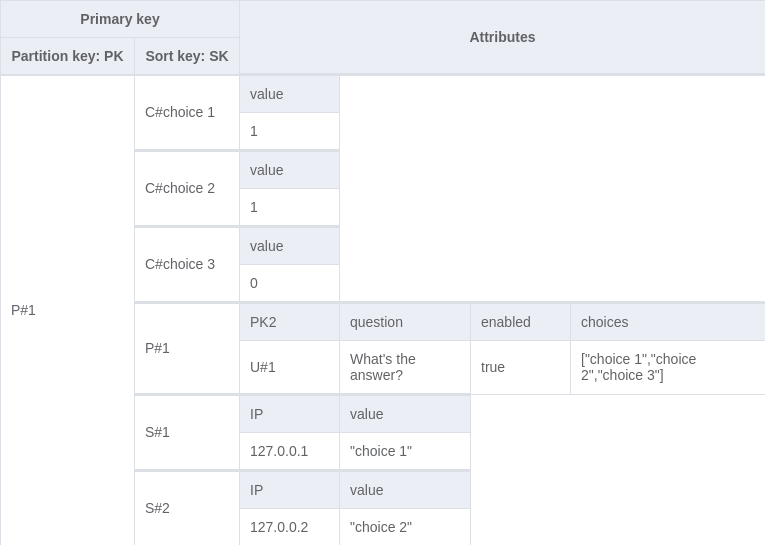 Primary key
Attributes
Partition key: PK
Sort key: SK
P#1
C#choice 1
value
1
C#choice 2
value
1
C#choice 3
value
0
P#1
PK2
question
enabled
choices
U#1
What's the
answer?
true
["choice 1","choice
2","choice 3"]
S#1
IP
value
127.0.0.1
"choice 1"
S#2
IP
value
127.0.0.2
"choice 2"